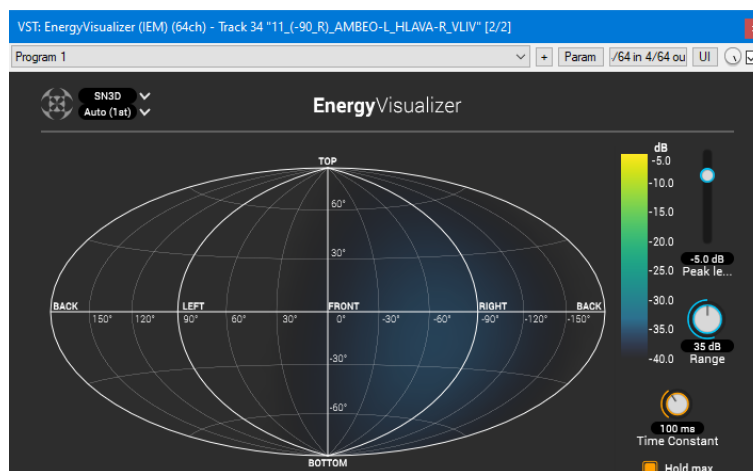 VST: EnergyVisualizer (IEM) (64ch) - Track 34 "11_(-90_R)_AMBEO-L_HLAVA-R_VLIV" [2/2]
Program 1
+ Param /64 in 4/64 ou UI
SN3D
Auto (1st)
EnergyVisualizer
TOP
60°
30°
BACK LEFT FRONT RIGHT BACK
150° 120° 90° 60° 30° 0° -30° -60° -90° -120° -150°
-30°
-60°
BOTTOM
dB
-5.0
-10.0
-15.0
-20.0
-25.0
-30.0
-35.0
-40.0
-5.0 dB
Peak le...
35 dB
Range
100 ms
Time Constant
Hold max